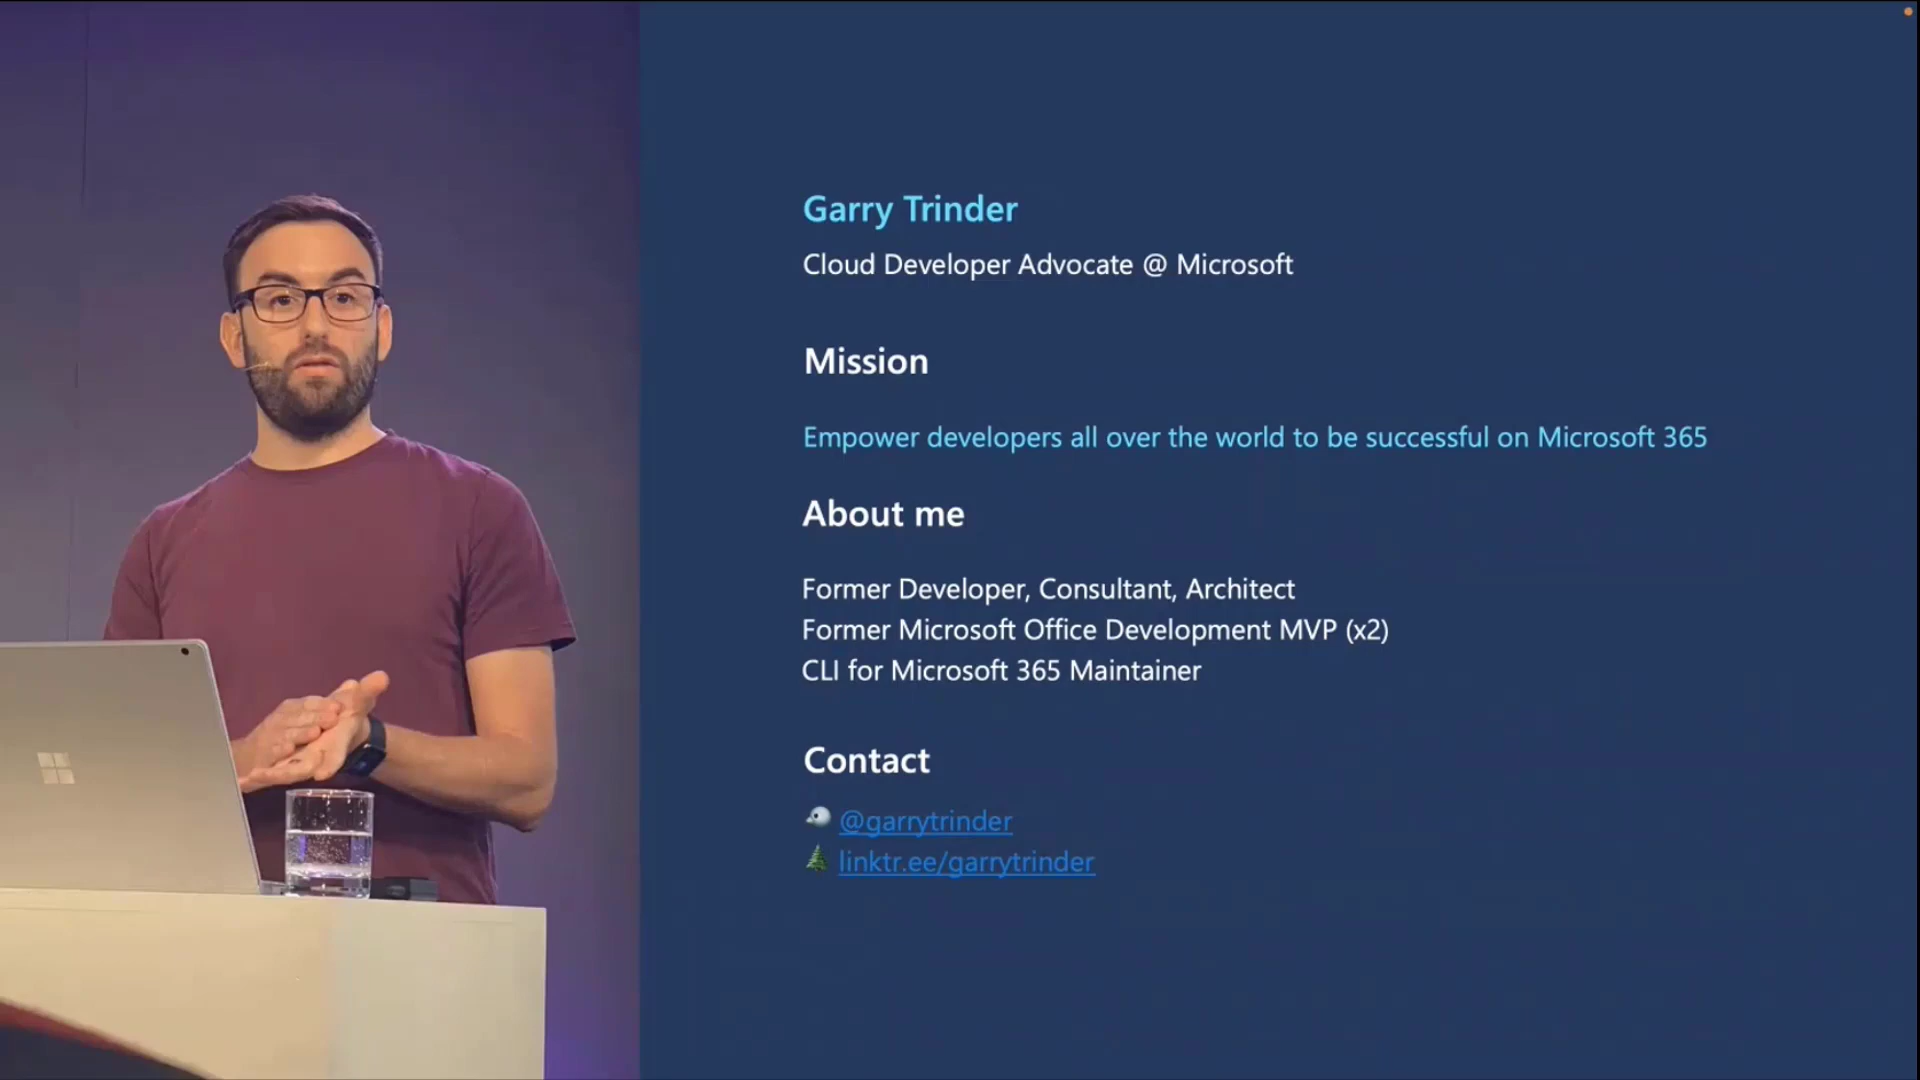 Garry Trinder
Cloud Developer Advocate @ Microsoft
Mission
Empower developers all over the world to be successful on Microsoft 365
About me
Former Developer, Consultant, Architect
Former Microsoft Office Development MVP (x2)
CLI for Microsoft 365 Maintainer
Contact
@garrytrinder
linktr.ee/garrytrinder